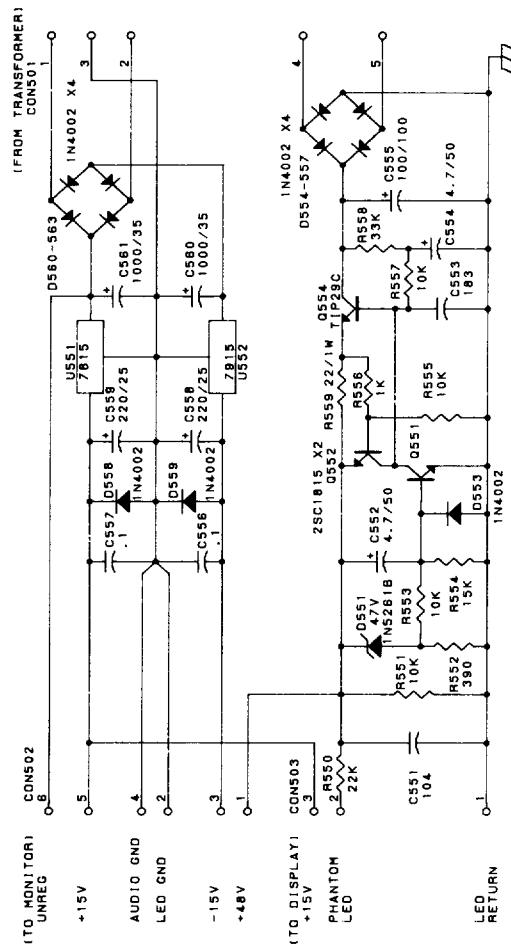 (TO MONITOR)
CON502
UNREG
6
+15V
5
AUDIO GND
4
LED GND
2
-15V
3
+48V
1
(TO DISPLAY)
CON503
+15V
3
PHANTOM
LED
2
LED
RETURN
1
(FROM TRANSFORMER)
CON501
1
3
2
1N4002 X4
D560-563
C561
1000/35
C560
1000/35
U551
7815
7915
U552
C559
220/25
C558
220/25
D558
1N4002
D559
1N4002
C557
.1
C556
.1
4
5
1N4002 X4
D554-557
C555
100/100
R558
33K
4.7/50
C554
R557
10K
C553
183
Q554
TIP29C
R559 22/1W
R556
1K
R555
10K
2SC1815 X2
Q552
Q551
D553
1N4002
C552
4.7/50
D551
47V
1N5261B
R553
10K
R554
15K
R551
10K
R552
390
R550
22K
C551
104